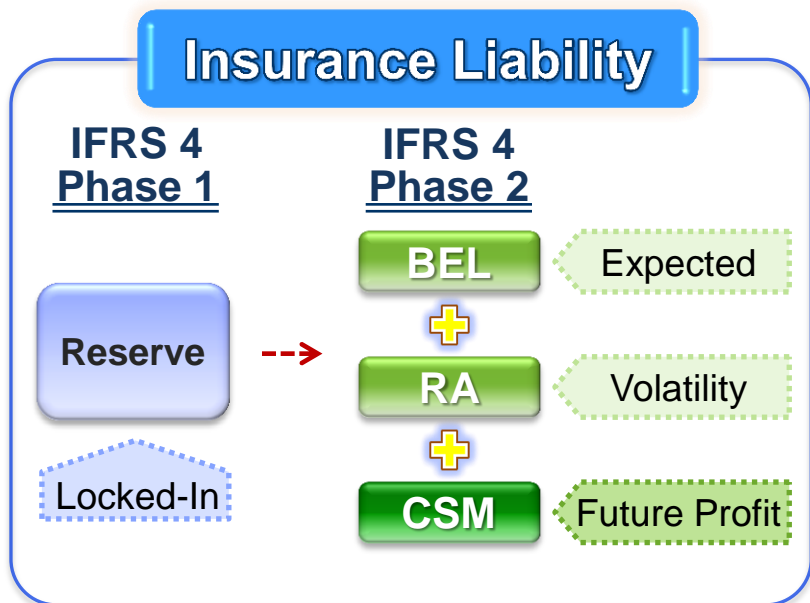 Insurance Liability
IFRS 4
Phase 1
Reserve
Locked-In
IFRS 4
Phase 2
BEL
Expected
RA
Volatility
CSM
Future Profit